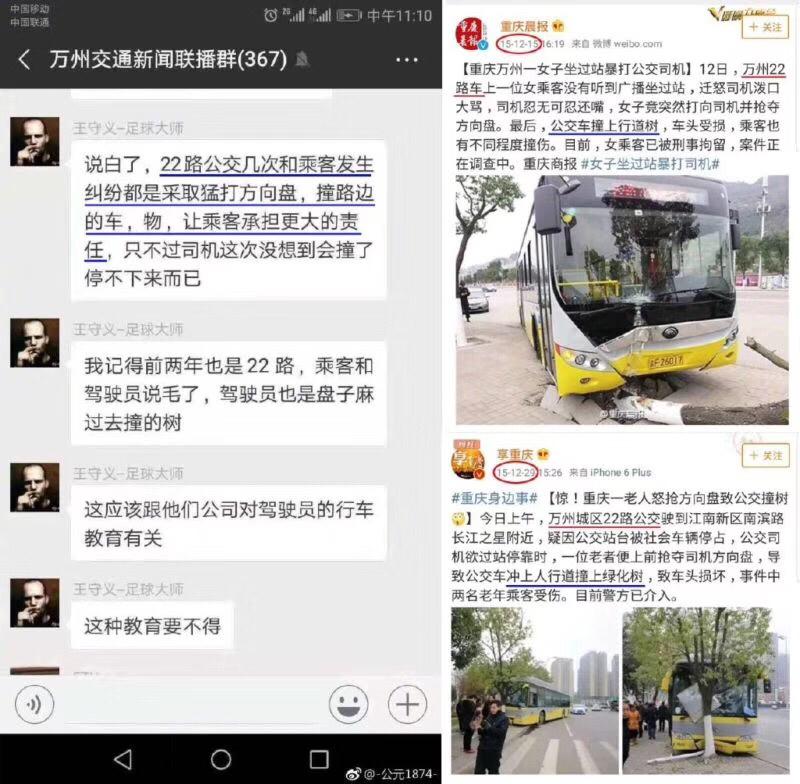 中国移动
中国联通
2G 4G
中午11:10
万州交通新闻联播群(367)
王守义-足球大师
说白了，22路公交几次和乘客发生
纠纷都是采取猛打方向盘，撞路边
的车，物，让乘客承担更大的责
任，只不过司机这次没想到会撞了
停不下来而已
王守义-足球大师
我记得前两年也是22路，乘客和
驾驶员说毛了，驾驶员也是盘子麻
过去撞的树
王守义-足球大师
这应该跟他们公司对驾驶员的行车
教育有关
王守义-足球大师
这种教育要不得
@-公元1874-
重庆晨报
重庆晨报
+ 关注
15-12-15 16:19 来自 微博 weibo.com
【重庆万州一女子坐过站暴打公交司机】12日，万州22
路车上一位女乘客没有听到广播坐过站，迁怒司机泼口
大骂，司机忍无可忍还嘴，女子竟突然打向司机并抢夺
方向盘。最后，公交车撞上行道树，车头受损，乘客也
有不同程度撞伤。目前，女乘客已被刑事拘留，案件正
在调查中。重庆商报 #女子坐过站暴打司机#
渝F 26017
享重庆
+ 关注
15-12-29 15:26 来自 iPhone 6 Plus
#重庆身边事# 【惊！重庆一老人怒抢方向盘致公交撞树
】今日上午，万州城区22路公交驶到江南新区南滨路
长江之星附近，疑因公交站台被社会车辆停占，公交司
机欲过站停靠时，一位老者便上前抢夺司机方向盘，导
致公交车冲上人行道撞上绿化树，致车头损坏，事件中
两名老年乘客受伤。目前警方已介入。